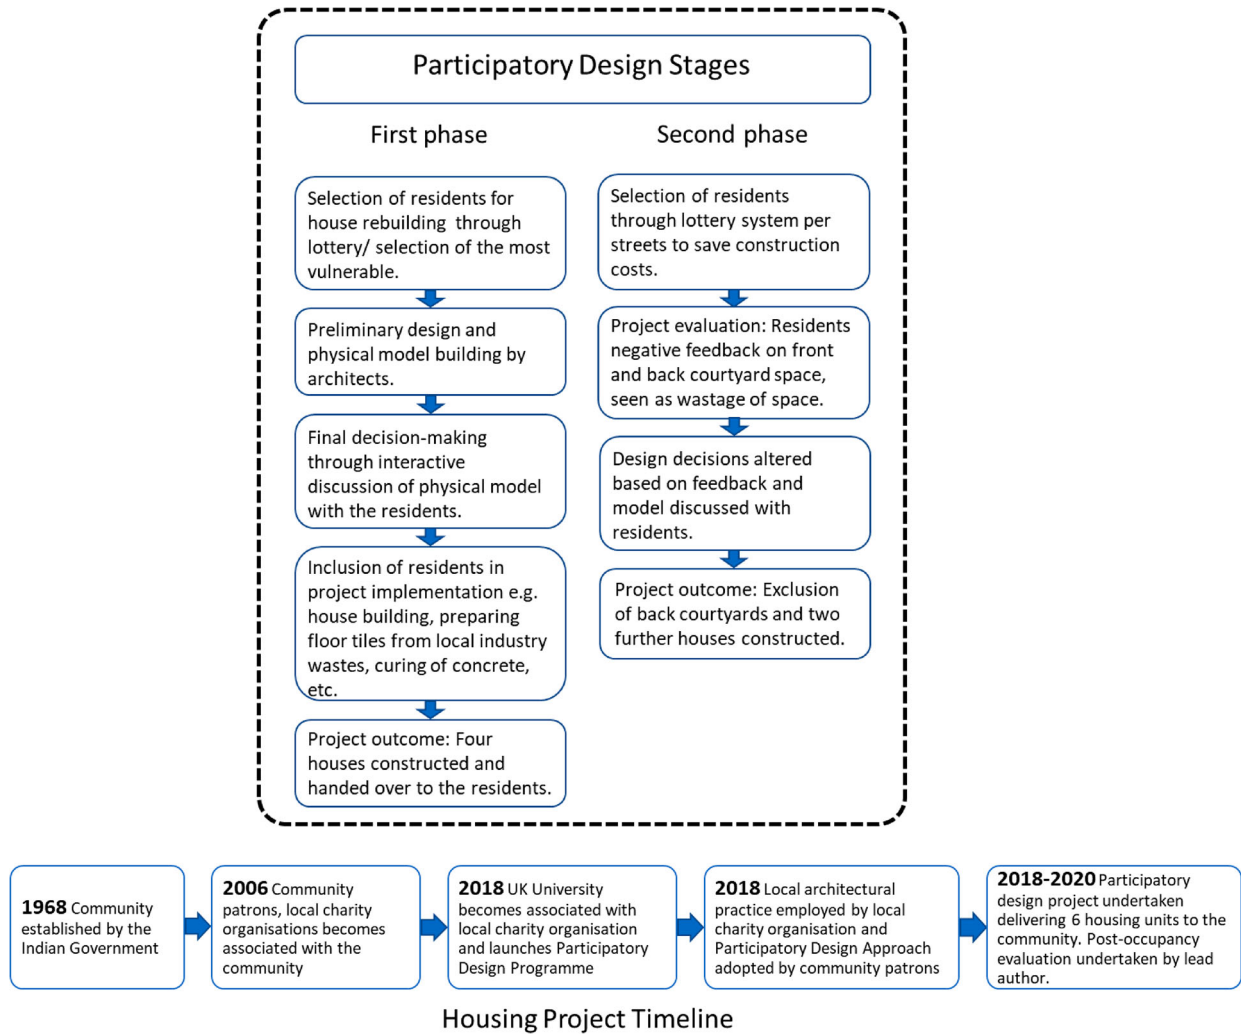 Participatory Design Stages
First phase
Selection of residents for
house rebuilding through
lottery/ selection of the most
vulnerable.
Preliminary design and
physical model building by
architects.
Final decision-making
through interactive
discussion of physical model
with the residents.
Inclusion of residents in
project implementation e.g.
house building, preparing
floor tiles from local industry
wastes, curing of concrete,
etc.
Project outcome: Four
houses constructed and
handed over to the residents.
Second phase
Selection of residents
through lottery system per
streets to save construction
costs.
Project evaluation: Residents
negative feedback on front
and back courtyard space,
seen as wastage of space.
Design decisions altered
based on feedback and
model discussed with
residents.
Project outcome: Exclusion
of back courtyards and two
further houses constructed.
1968 Community
established by the
Indian Government
2006 Community
patrons, local charity
organisations becomes
associated with the
community
2018 UK University
becomes associated with
local charity organisation
and launches Participatory
Design Programme
2018 Local architectural
practice employed by local
charity organisation and
Participatory Design Approach
adopted by community patrons
2018-2020 Participatory
design project undertaken
delivering 6 housing units to the
community. Post-occupancy
evaluation undertaken by lead
author.
Housing Project Timeline